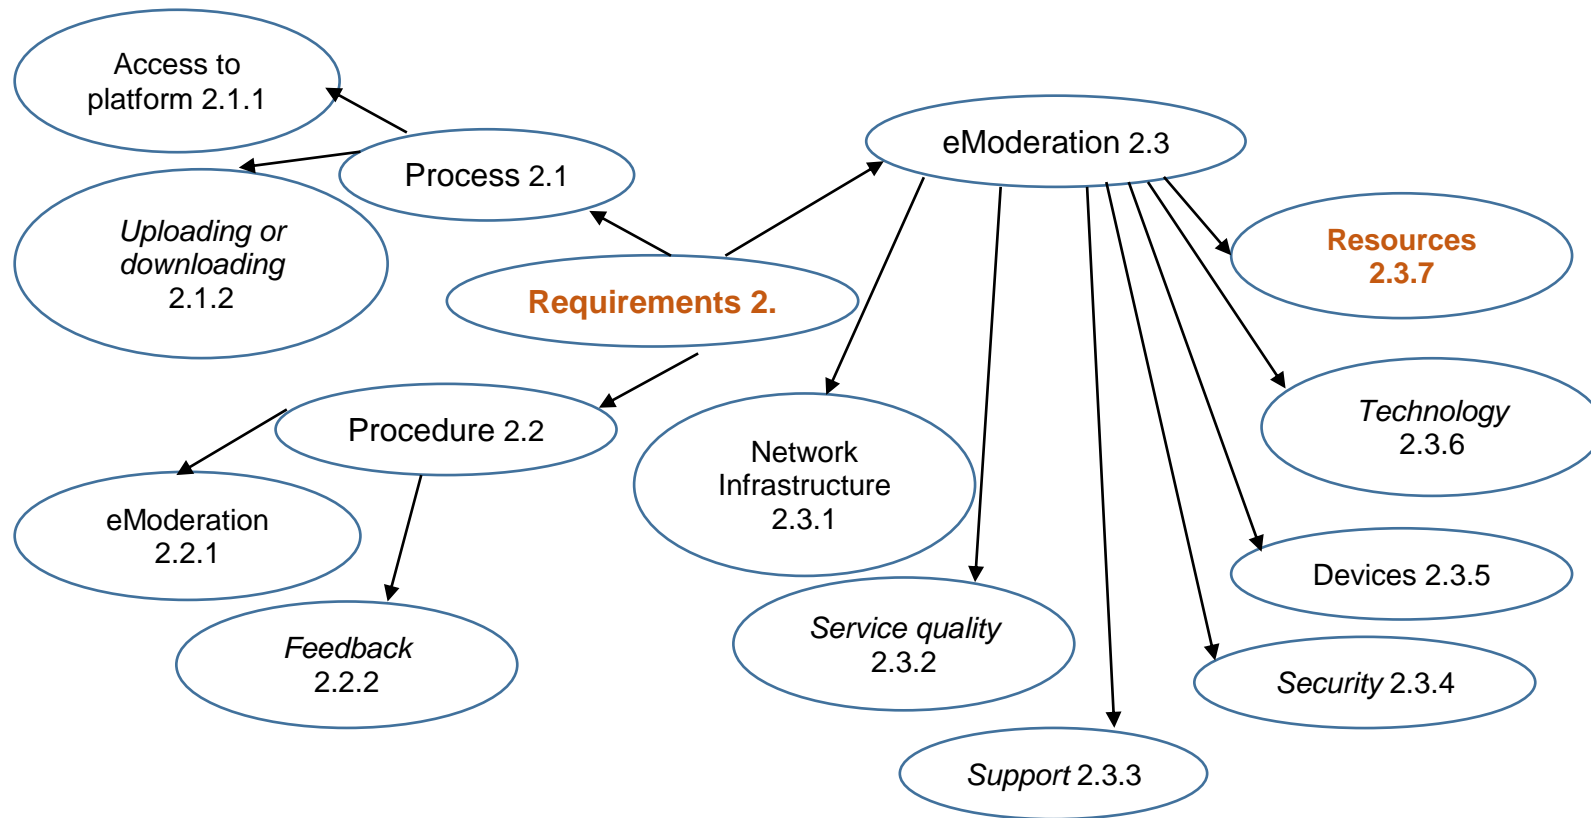 Access to
platform 2.1.1
Process 2.1
Uploading or
downloading
2.1.2
Requirements 2.
Procedure 2.2
eModeration
2.2.1
Feedback
2.2.2
eModeration 2.3
Network
Infrastructure
2.3.1
Service quality
2.3.2
Support 2.3.3
Security 2.3.4
Devices 2.3.5
Technology
2.3.6
Resources
2.3.7